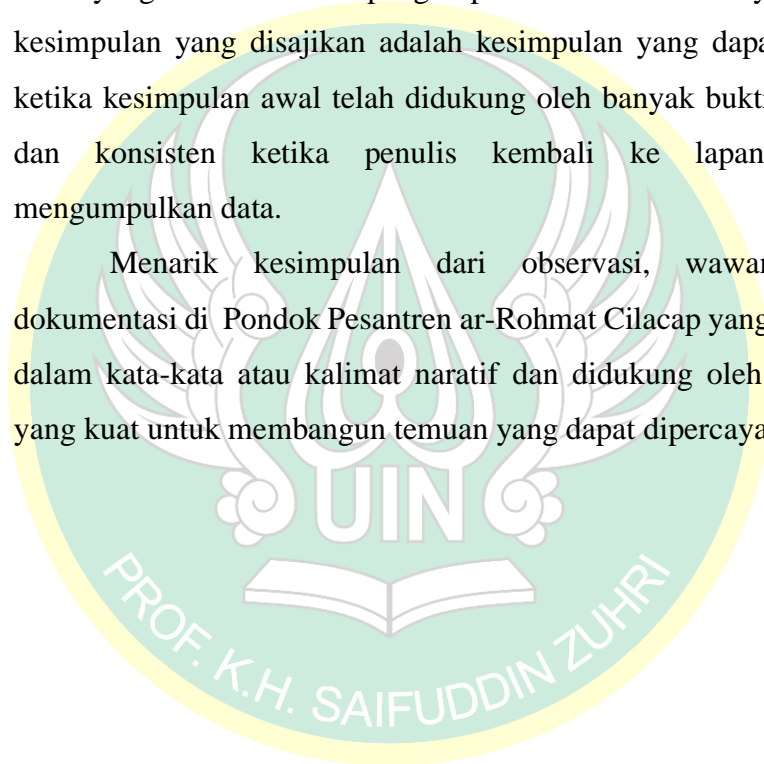 kesimpulan yang disajikan adalah kesimpulan yang dapa
ketika kesimpulan awal telah didukung oleh banyak bukt
dan konsisten ketika penulis kembali ke lapan
mengumpulkan data.
Menarik kesimpulan dari observasi, wawan
dokumentasi di Pondok Pesantren ar-Rohmat Cilacap yang
dalam kata-kata atau kalimat naratif dan didukung oleh
yang kuat untuk membangun temuan yang dapat dipercaya
UIN
PROF. K.H. SAIFUDDIN ZUHRI